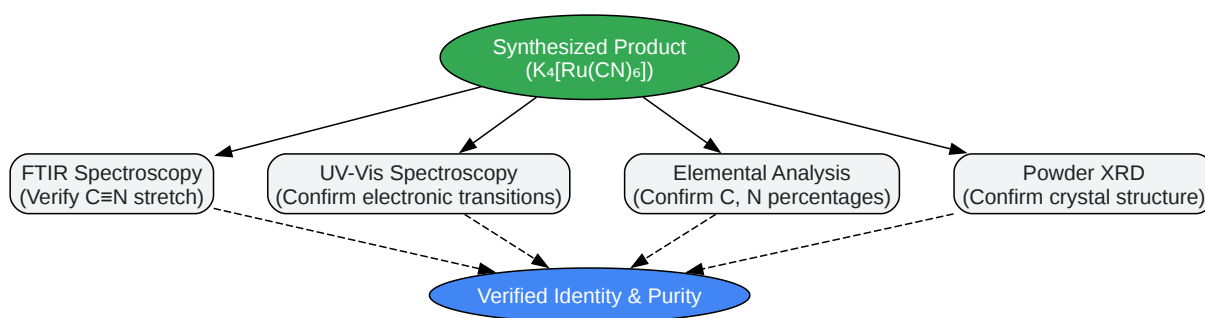 Synthesized Product
(K₄[Ru(CN)₆])
FTIR Spectroscopy
(Verify C≡N stretch)
UV-Vis Spectroscopy
(Confirm electronic transitions)
Elemental Analysis
(Confirm C, N percentages)
Powder XRD
(Confirm crystal structure)
Verified Identity & Purity